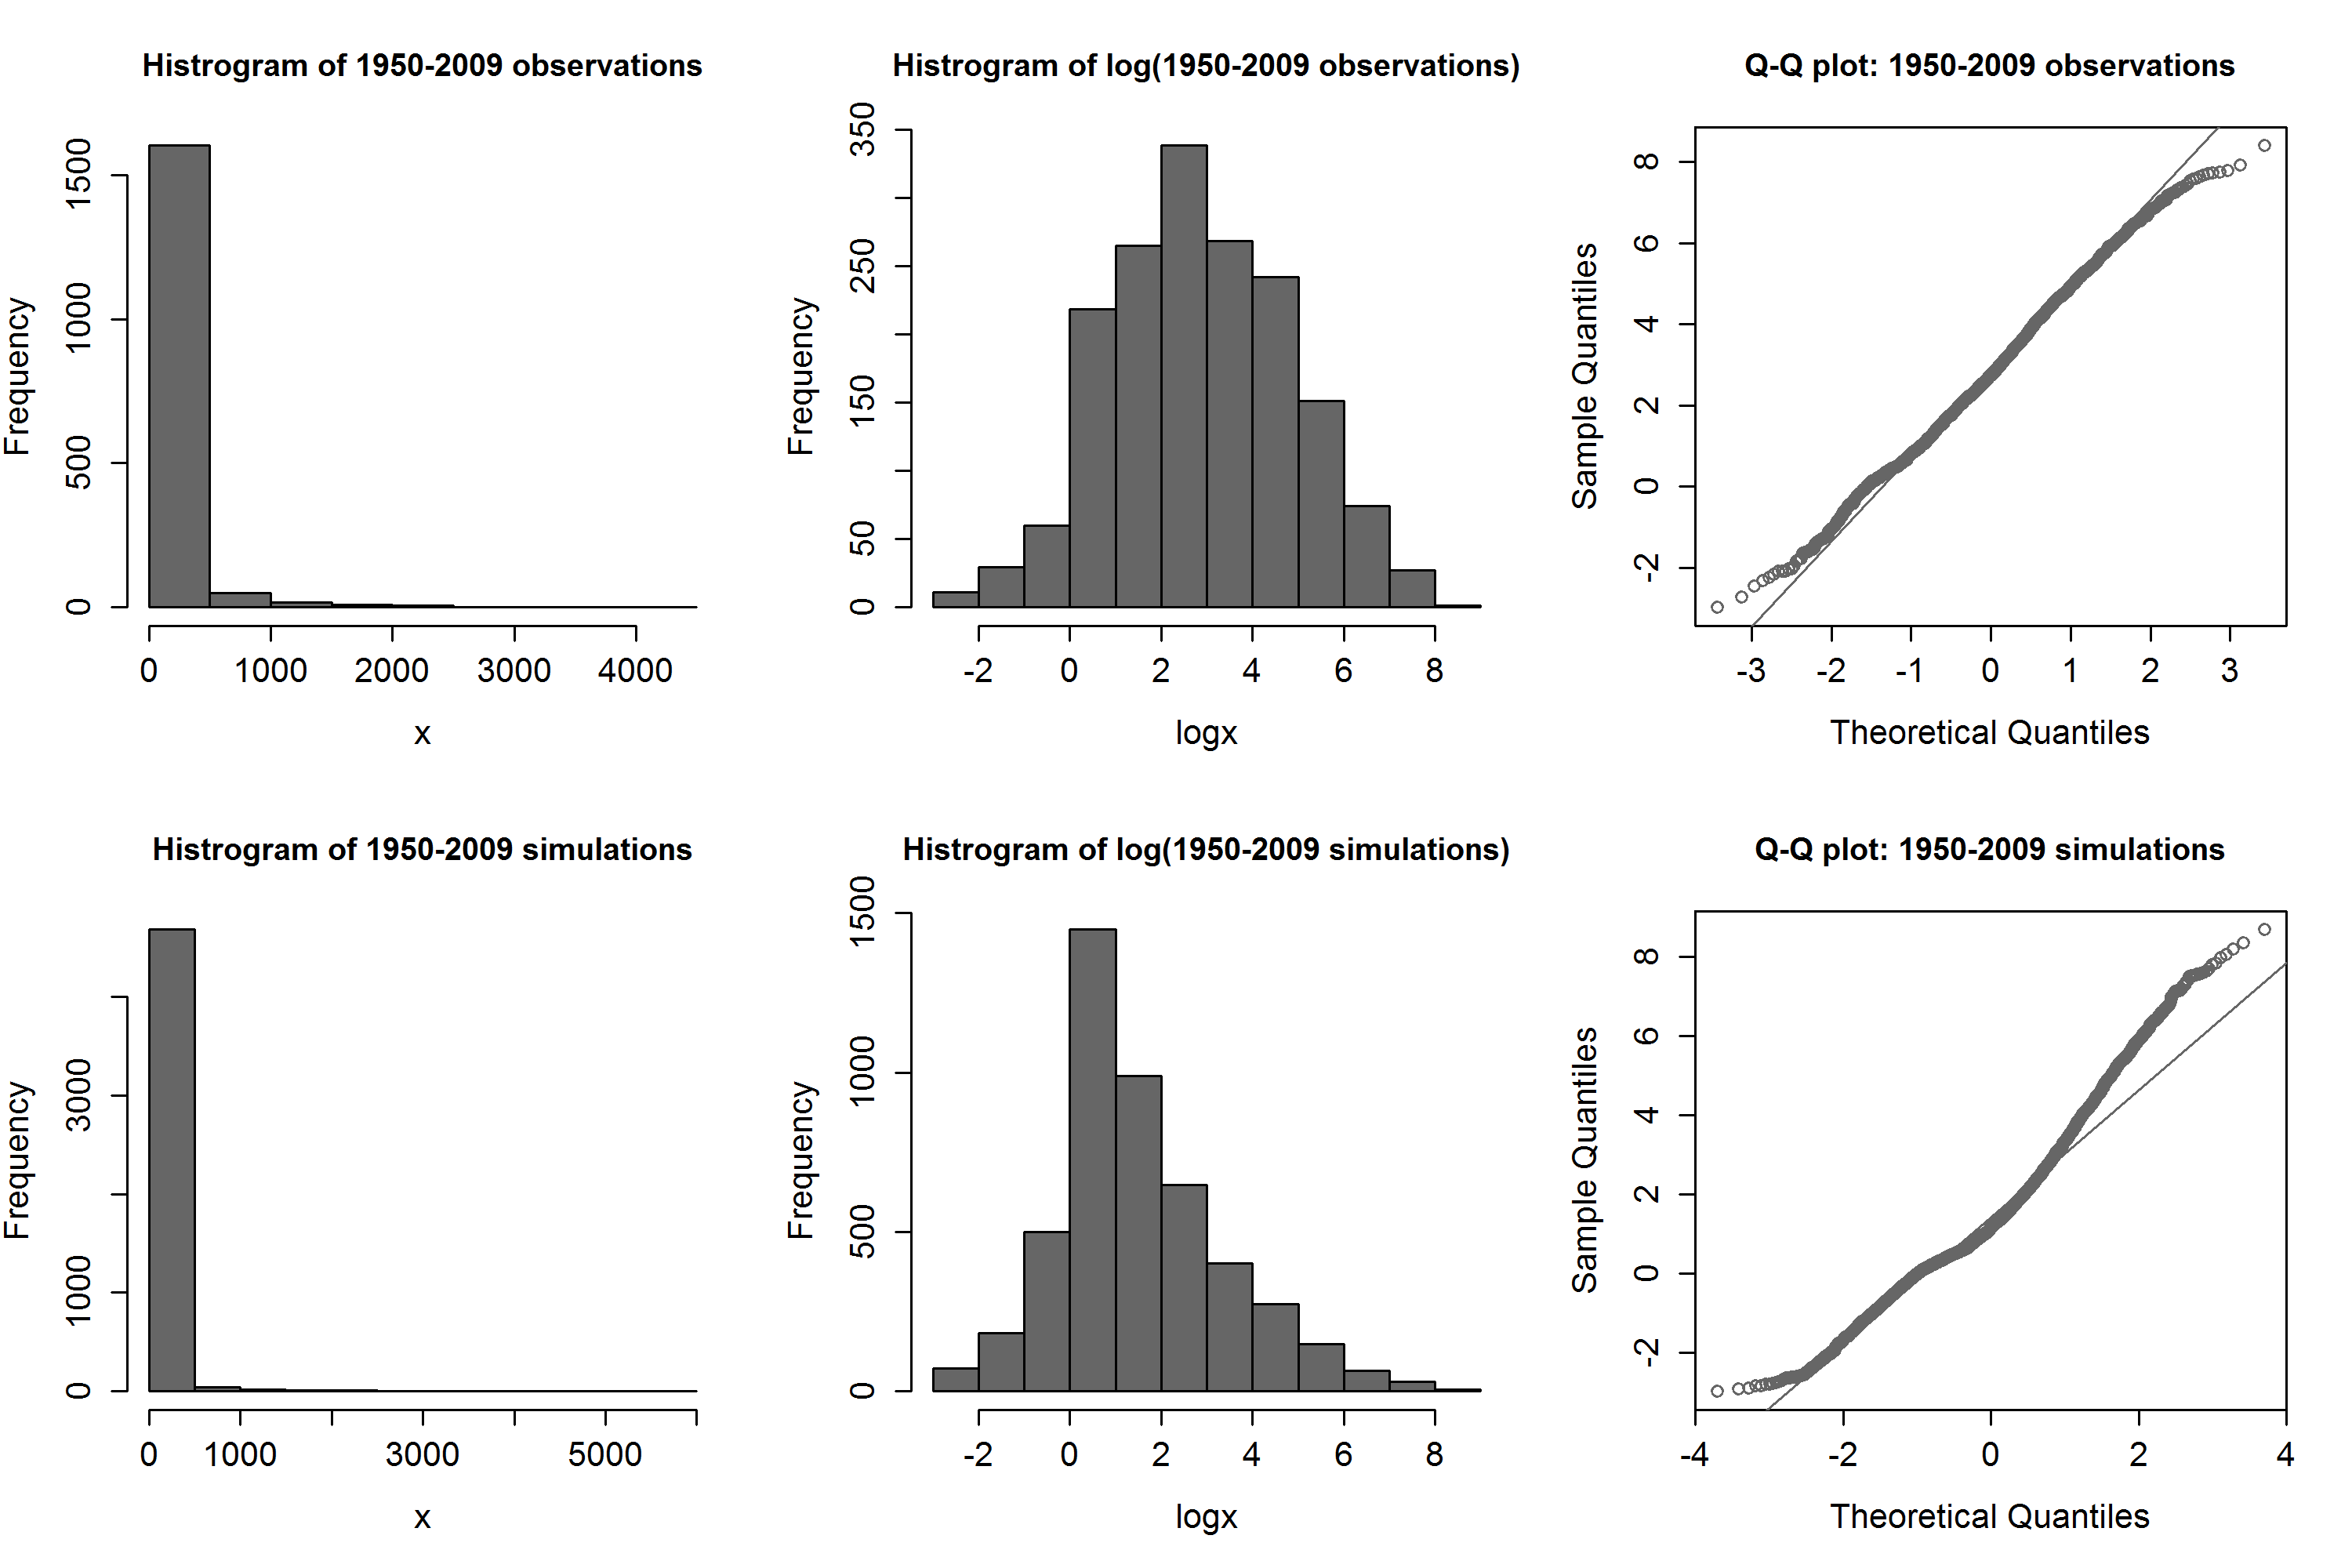 Histrogram of 1950-2009 observations
Frequency
0 500 1000 1500
0 1000 2000 3000 4000
x
Histrogram of log(1950-2009 observations)
Frequency
0 50 150 250 350
-2 0 2 4 6 8
logx
Q-Q plot: 1950-2009 observations
Sample Quantiles
-2 0 2 4 6 8
-3 -2 -1 0 1 2 3
Theoretical Quantiles
Histrogram of 1950-2009 simulations
Frequency
0 1000 3000
0 1000 3000 5000
x
Histrogram of log(1950-2009 simulations)
Frequency
0 500 1000 1500
-2 0 2 4 6 8
logx
Q-Q plot: 1950-2009 simulations
Sample Quantiles
-2 0 2 4 6 8
-4 -2 0 2 4
Theoretical Quantiles